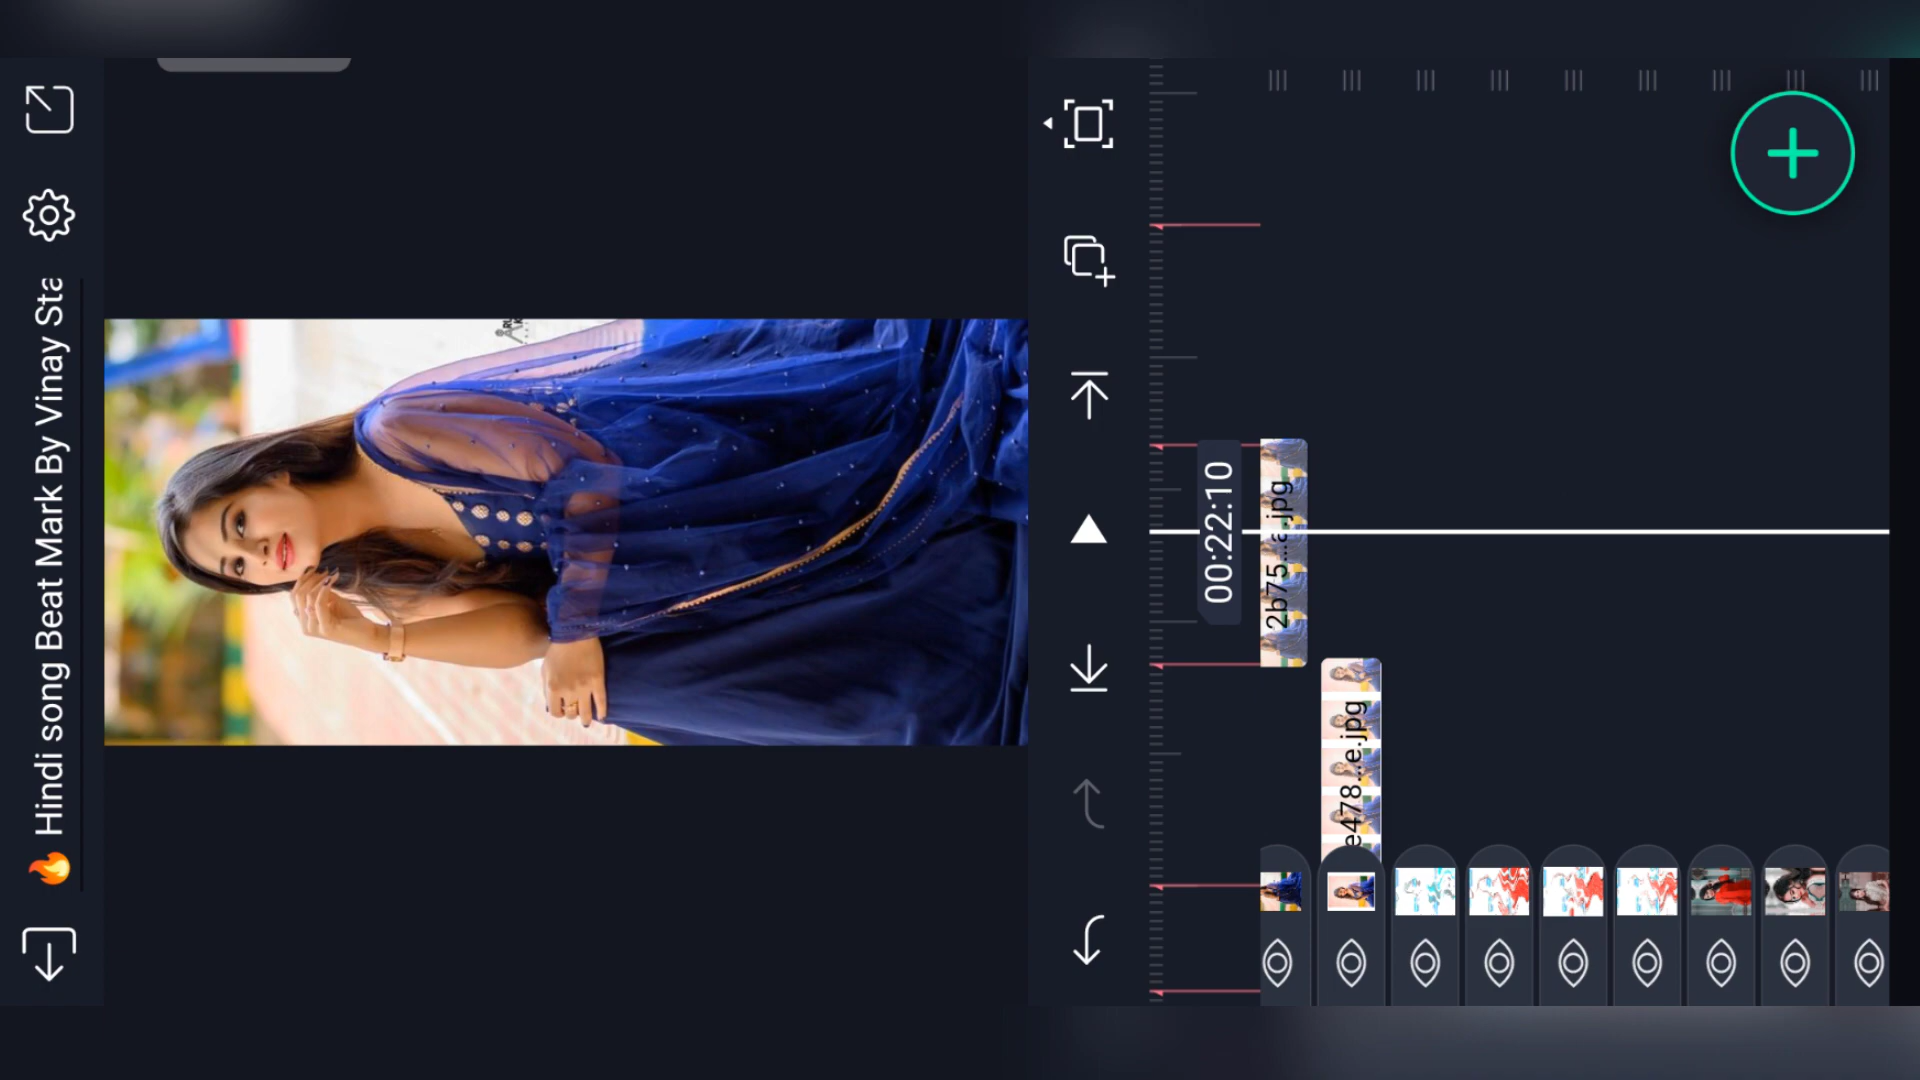 🔥 Hindi song Beat Mark By Vinay Sta
00:22:10
2b75...a.jpg
e478...e.jpg